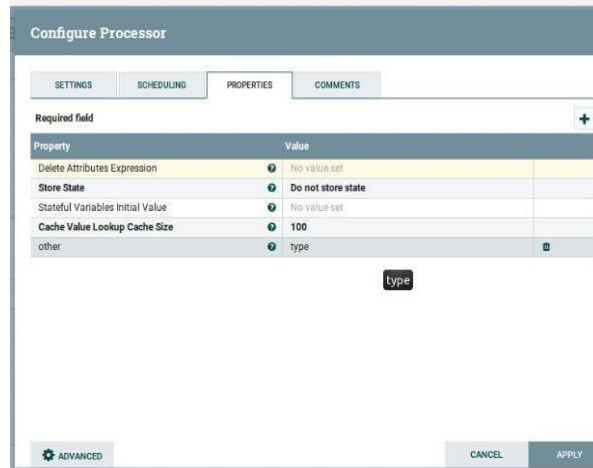 Configure Processor
SETTINGS SCHEDULING PROPERTIES COMMENTS
Required field
Property Value
Delete Attributes Expression No value set
Store State Do not store state
Stateful Variables Initial Value No value set
Cache Value Lookup Cache Size 100
other type
type
ADVANCED CANCEL APPLY